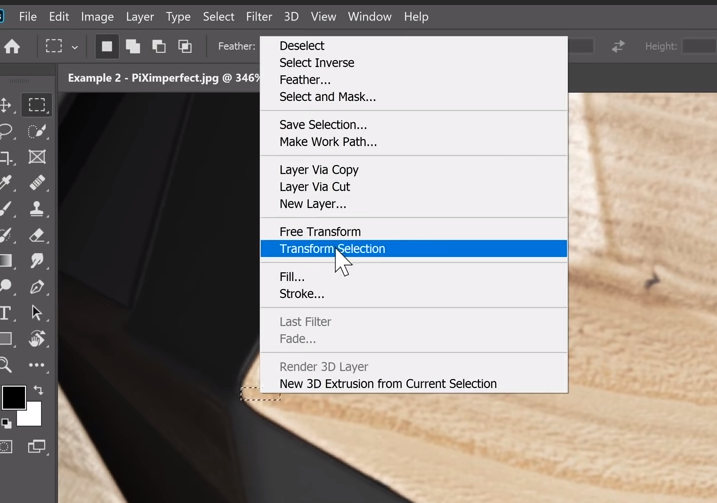 File Edit Image Layer Type Select Filter 3D View Window Help
Feather: Height:
Example 2 - PiXimperfect.jpg @ 346%
Deselect
Select Inverse
Feather...
Select and Mask...
Save Selection...
Make Work Path...
Layer Via Copy
Layer Via Cut
New Layer...
Free Transform
Transform Selection
Fill...
Stroke...
Last Filter
Fade...
Render 3D Layer
New 3D Extrusion from Current Selection